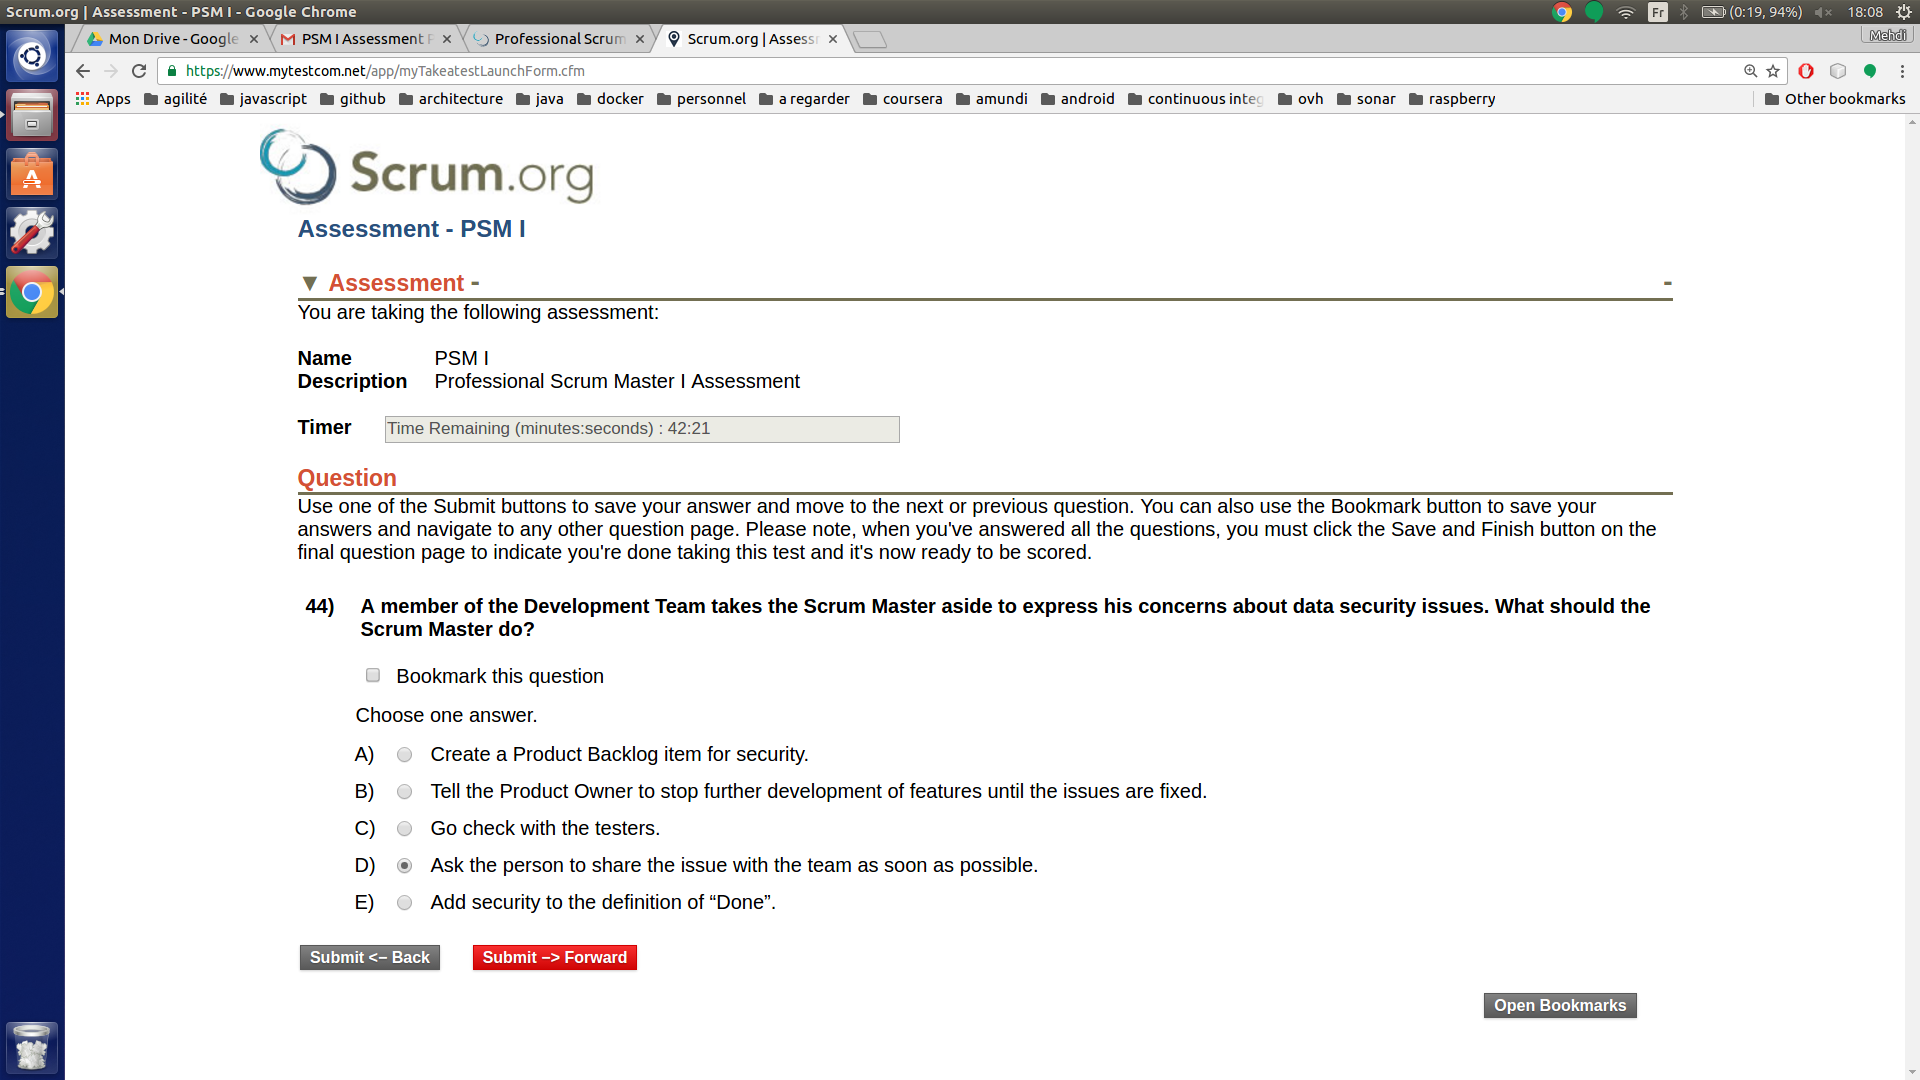 Scrum.org | Assessment - PSM I - Google Chrome
Fr
(0:19, 94%)
18:08
Mon Drive - Google
PSM I Assessment
Professional Scrum
Scrum.org | Assess
Mehdi
https://www.mytestcom.net/app/myTakeatestLaunchForm.cfm
Apps
agilité
javascript
github
architecture
java
docker
personnel
a regarder
coursera
amundi
android
continuous integ
ovh
sonar
raspberry
Other bookmarks
Scrum.org
Assessment - PSM I
▼ Assessment -
-
You are taking the following assessment:
Name PSM I
Description Professional Scrum Master I Assessment
Timer Time Remaining (minutes:seconds) : 42:21
Question
Use one of the Submit buttons to save your answer and move to the next or previous question. You can also use the Bookmark button to save your
answers and navigate to any other question page. Please note, when you've answered all the questions, you must click the Save and Finish button on the
final question page to indicate you're done taking this test and it's now ready to be scored.
44) A member of the Development Team takes the Scrum Master aside to express his concerns about data security issues. What should the
Scrum Master do?
Bookmark this question
Choose one answer.
A) Create a Product Backlog item for security.
B) Tell the Product Owner to stop further development of features until the issues are fixed.
C) Go check with the testers.
D) Ask the person to share the issue with the team as soon as possible.
E) Add security to the definition of “Done”.
Submit <– Back
Submit –> Forward
Open Bookmarks